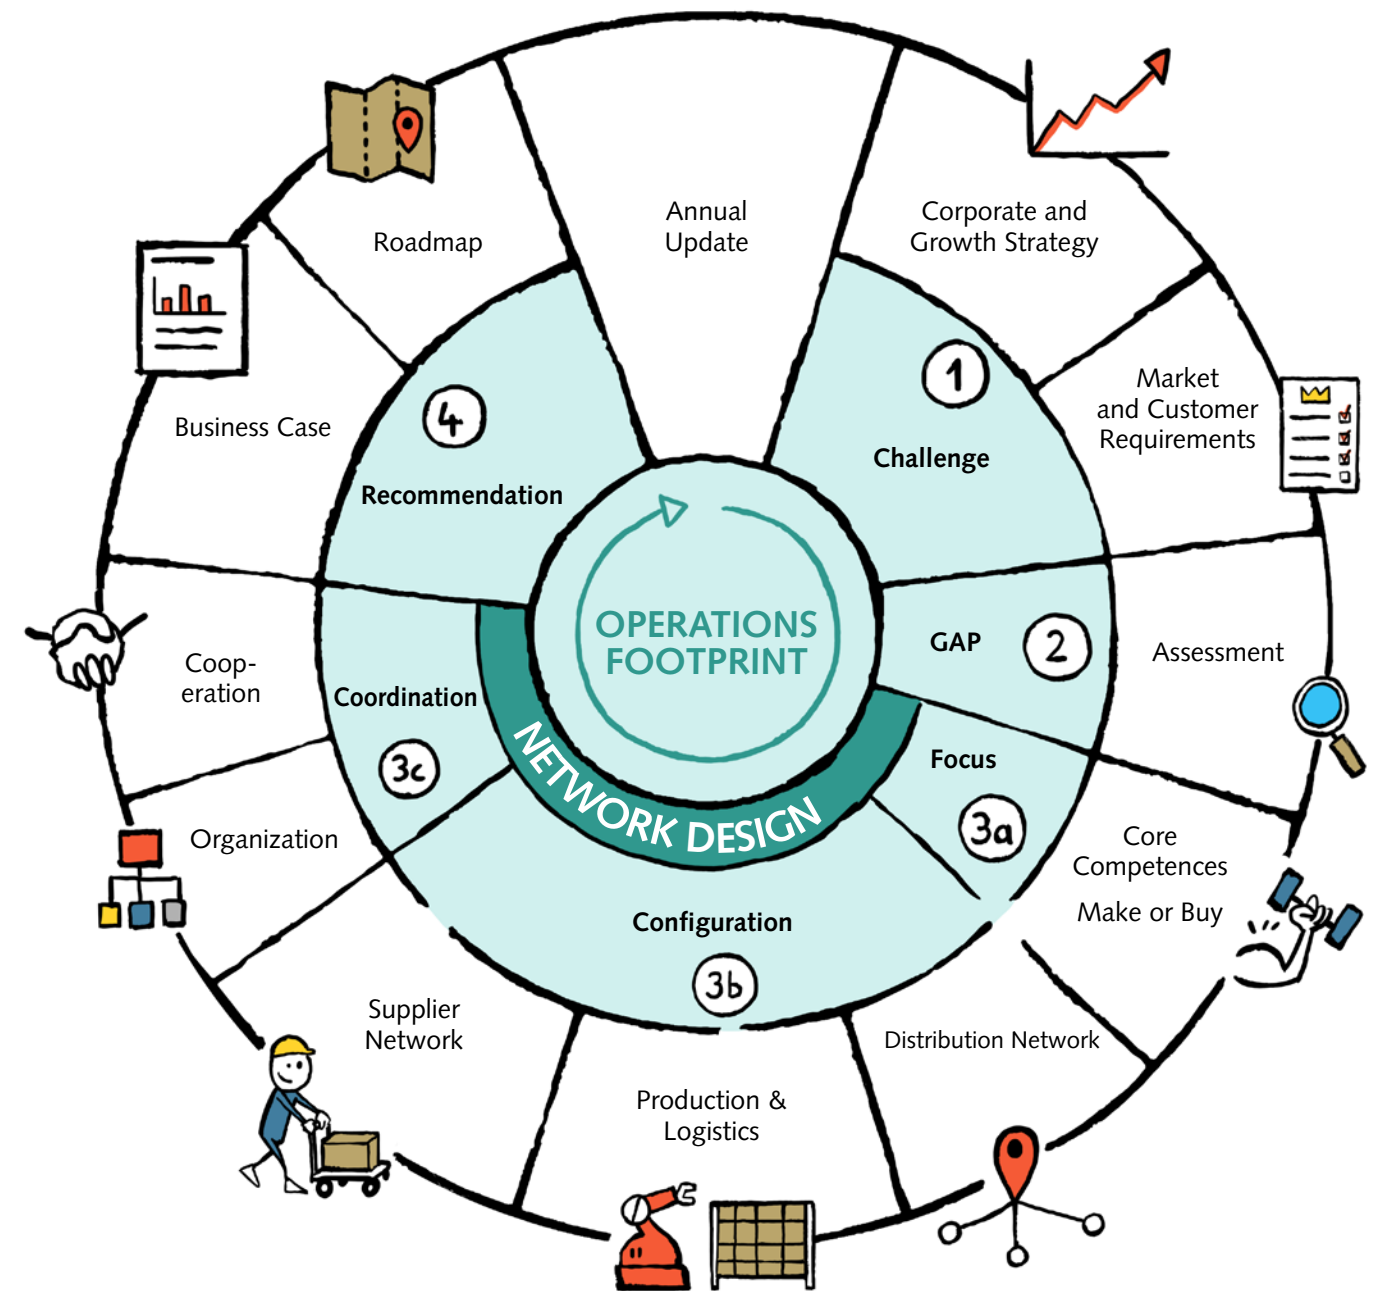 Annual
Update
Corporate and
Growth Strategy
Market
and Customer
Requirements
Assessment
Core
Competences
Make or Buy
Distribution Network
Production &
Logistics
Supplier
Network
Organization
Coop-
eration
Business Case
Roadmap
1
Challenge
GAP
2
Focus
3a
Configuration
3b
Coordination
3c
4
Recommendation
NETWORK DESIGN
OPERATIONS
FOOTPRINT